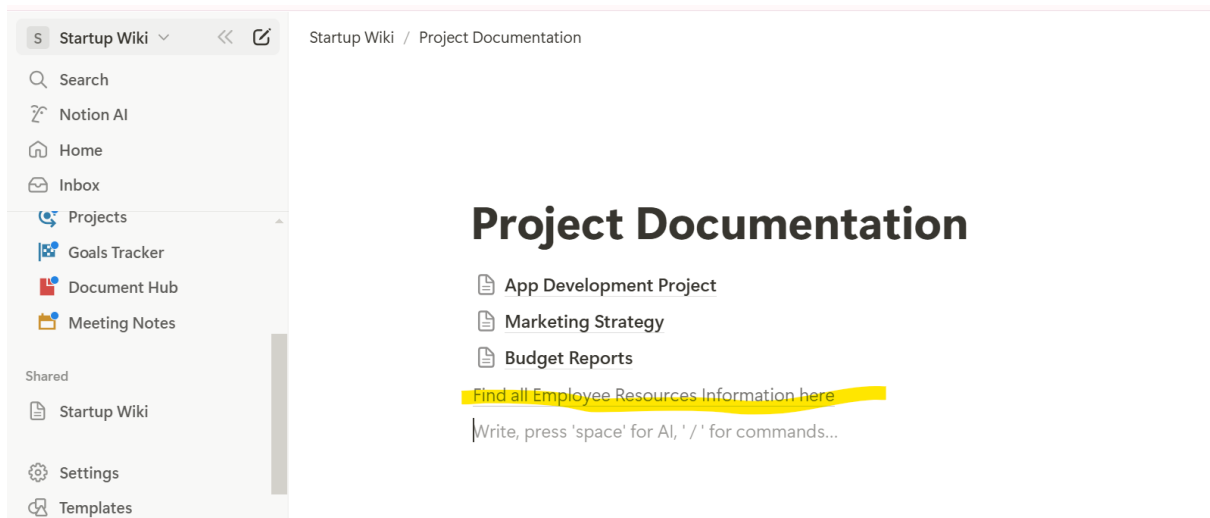 S Startup Wiki
Search
Notion AI
Home
Inbox
Projects
Goals Tracker
Document Hub
Meeting Notes
Shared
Startup Wiki
Settings
Templates
Startup Wiki / Project Documentation
Project Documentation
App Development Project
Marketing Strategy
Budget Reports
Find all Employee Resources Information here
Write, press 'space' for AI, '/' for commands...